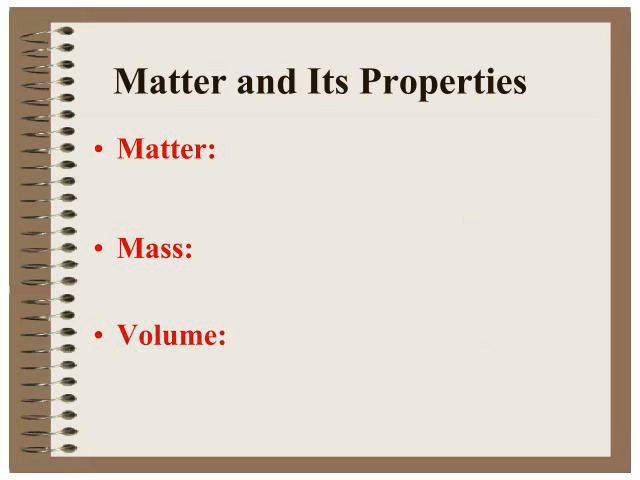 Matter and Its Properties
• Matter:
• Mass:
• Volume: